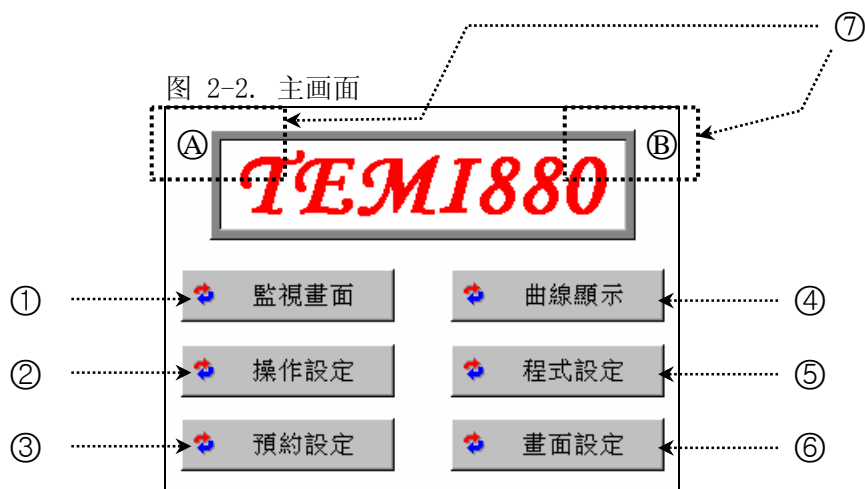 ⑦
图 2-2. 主画面
Ⓐ Ⓑ
TEMI880
① 監視畫面 曲線顯示 ④
② 操作設定 程式設定 ⑤
③ 預約設定 畫面設定 ⑥